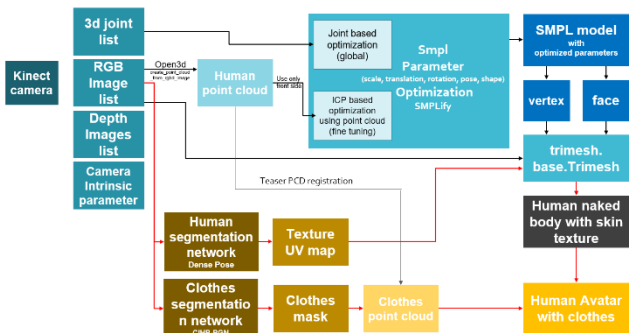 Kinect
camera
3d joint
list
RGB
Image
list
Depth
Images
list
Camera
Intrinsic
parameter
Open3d
create_point_cloud
from_rgbd_image
Human
point cloud
Use only
front side
Joint based
optimization
(global)
ICP based
optimization
using point cloud
(fine tuning)
Smpl
Parameter
(scale, translation, rotation, pose, shape)
Optimization
SMPLify
SMPL model
with
optimized parameters
vertex
face
trimesh.
base.Trimesh
Teaser PCD registration
Human
segmentation
network
Dense Pose
Texture
UV map
Human naked
body with skin
texture
Clothes
segmentatio
n network
CIHP PGN
Clothes
mask
Clothes
point cloud
Human Avatar
with clothes